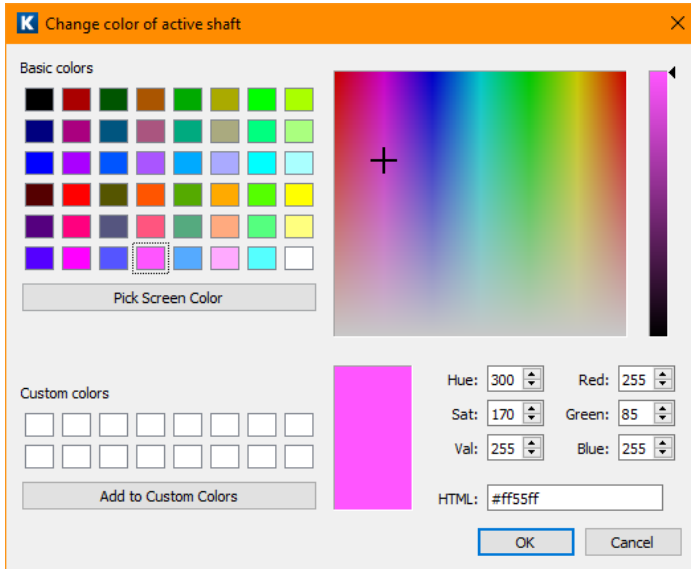 K Change color of active shaft
Basic colors
Pick Screen Color
Custom colors
Add to Custom Colors
Hue: 300 Red: 255
Sat: 170 Green: 85
Val: 255 Blue: 255
HTML: #ff55ff
OK Cancel